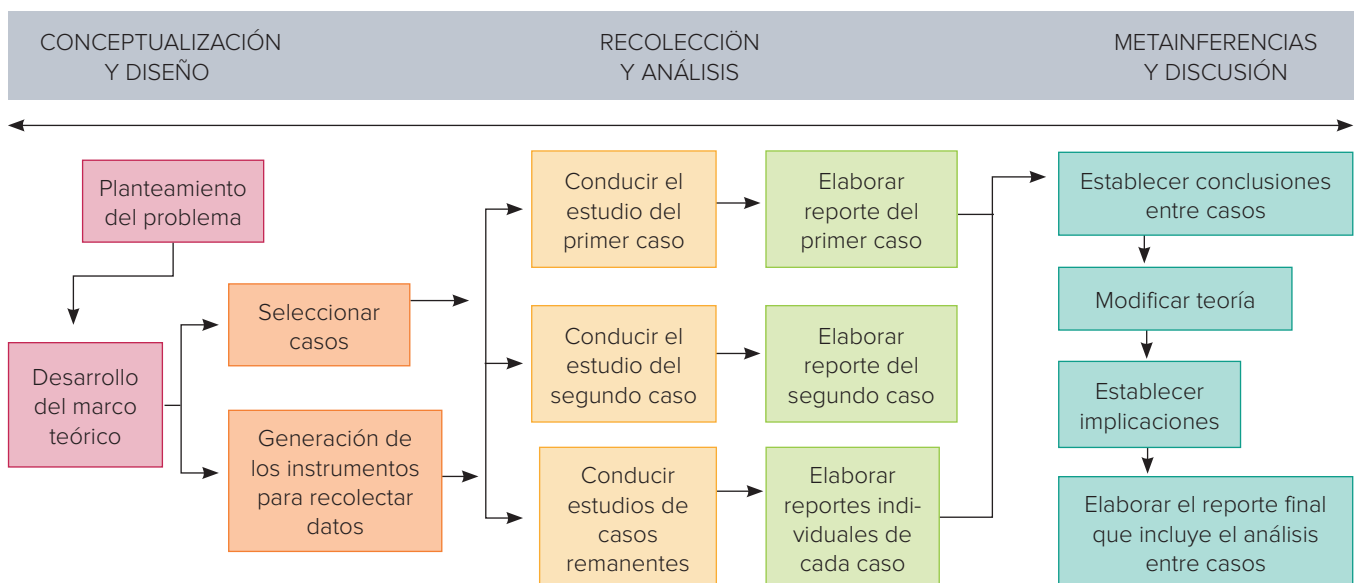 CONCEPTUALIZACIÓN
Y DISEÑO
RECOLECCIÖN
Y ANÁLISIS
METAINFERENCIAS
Y DISCUSIÓN
Planteamiento
del problema
Desarrollo
del marco
teórico
Seleccionar
casos
Generación de
los instrumentos
para recolectar
datos
Conducir el
estudio del
primer caso
Elaborar
reporte del
primer caso
Conducir el
estudio del
segundo caso
Elaborar
reporte del
segundo caso
Conducir
estudios de
casos
remanentes
Elaborar
reportes indi-
viduales de
cada caso
Establecer conclusiones
entre casos
Modificar teoría
Establecer
implicaciones
Elaborar el reporte final
que incluye el análisis
entre casos